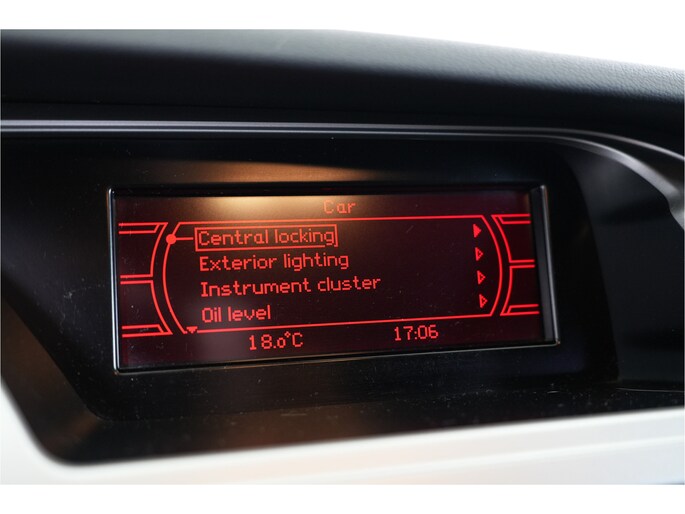 Car
Central locking
Exterior lighting
Instrument cluster
Oil level
18.0°C 17:06